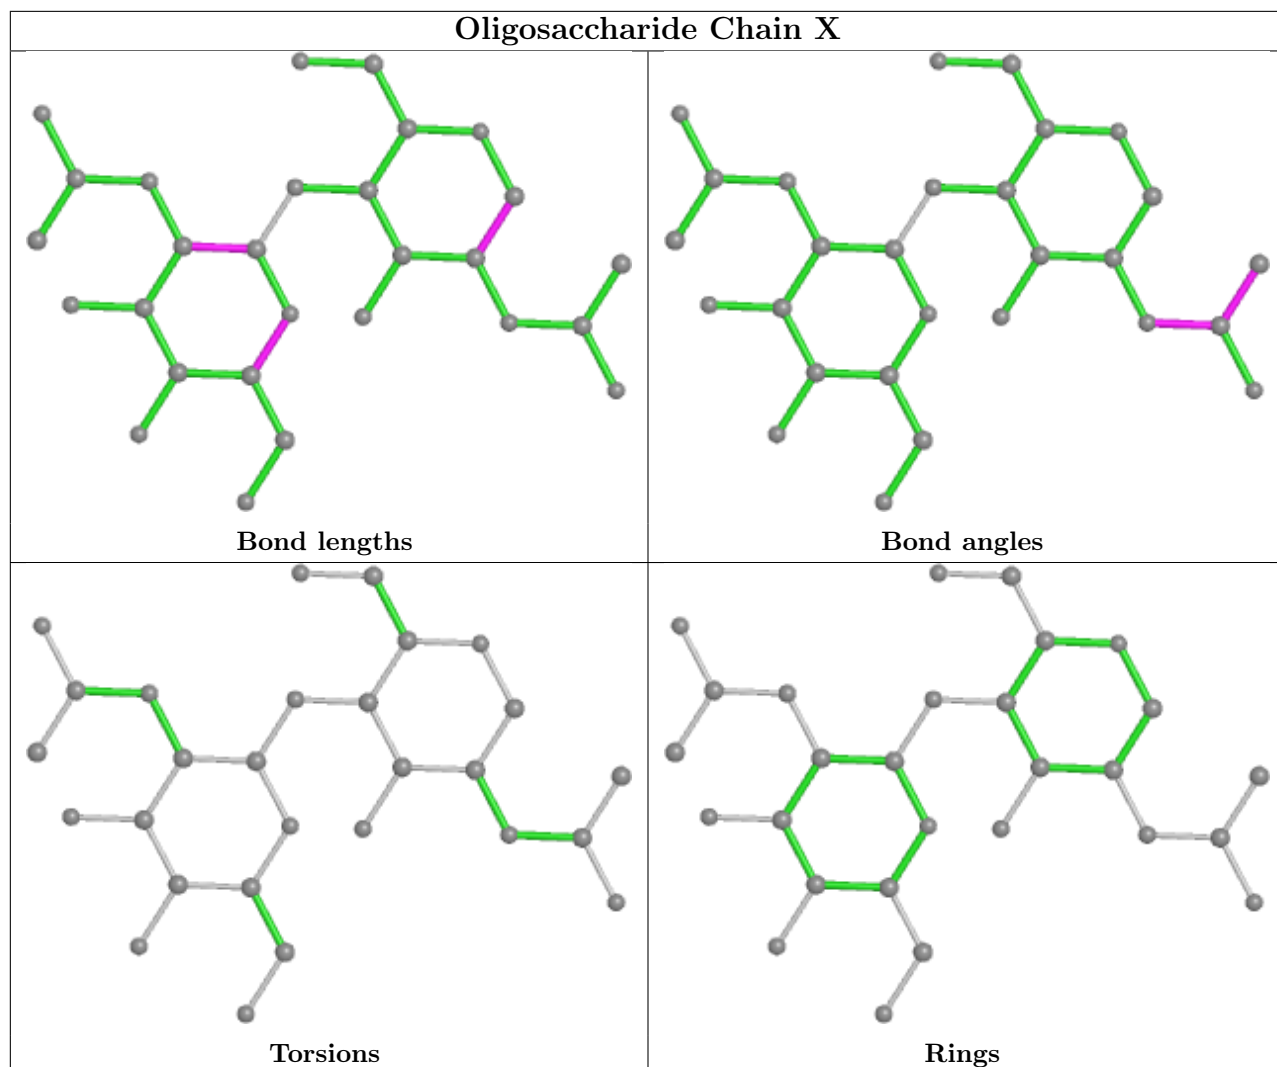 Oligosaccharide Chain X
Bond lengths
Bond angles
Torsions
Rings